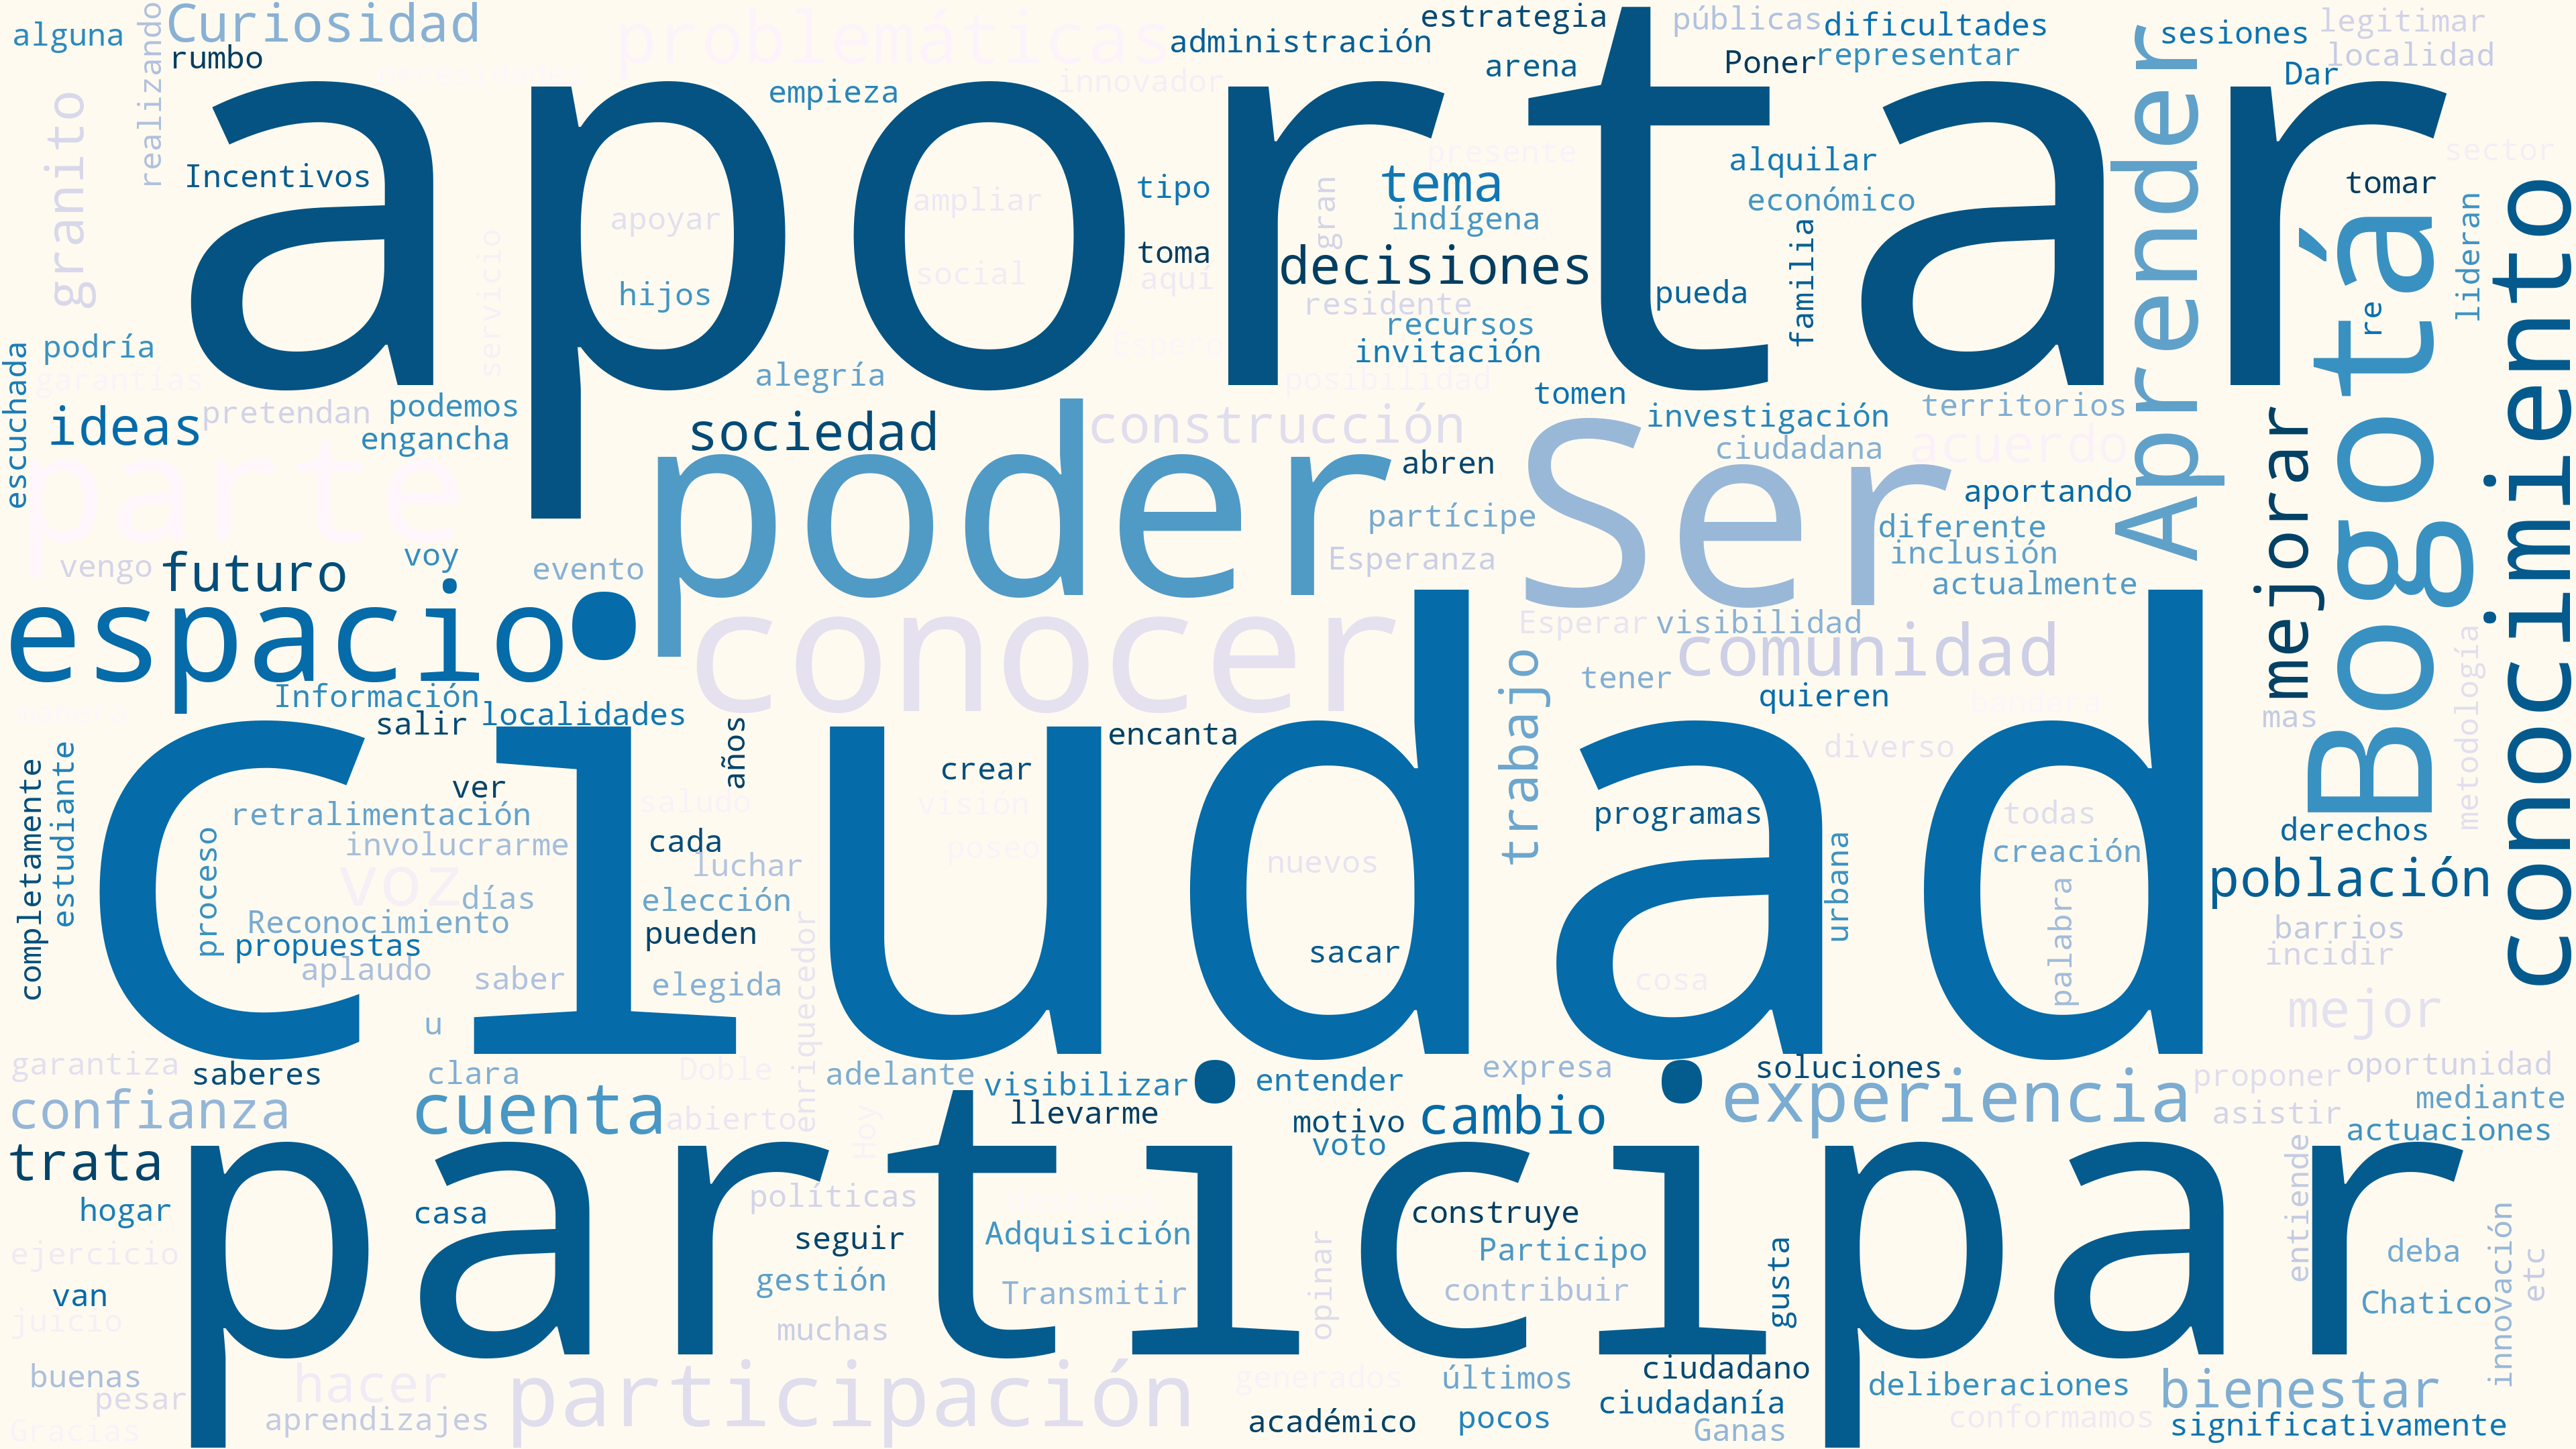 alguna
realizando
Curiosidad
rumbo
problemáticas
administración
estrategia
públicas
dificultades
representar
sesiones
legitimar
localidad
Dar
Poner
arena
innovador
empieza
granito
aportar
Incentivos
apoyar
ampliar
tipo
presente
tema
alquilar
económico
tomar
sector
Aprender
lideran
conocimiento
hijos
servicio
social
toma
aquí
gran
indígena
decisiones
residente
pueda
familia
re
Bogotá
podría
garantías
escuchada
ideas
pretendan
podemos
engancha
alegría
recursos
invitación
posibilidad
tomen
investigación
territorios
ciudadana
acuerdo
mejorar
parte
sociedad
construcción
poder
abren
Ser
aportando
partícipe
diferente
inclusión
actualmente
Esperanza
vengo
futuro
voy
evento
espacio
conocer
Esperar
visibilidad
comunidad
metodología
Información
localidades
salir
años
encanta
trabajo
tener
quieren
bandera
mas
diverso
ciudad
completamente
estudiante
ver
crear
retralimentación
involucrarme
saludo
visión
cada
poseo
luchar
nuevos
programas
urbana
todas
creación
derechos
población
proceso
voz
días
Reconocimiento
propuestas
aplaudo
saber
elección
pueden
elegida
enriquecedor
sacar
cosa
palabra
barrios
incidir
mejor
u
garantiza
saberes
clara
Doble
adelante
visibilizar
entender
expresa
soluciones
proponer
oportunidad
confianza
cuenta
abierto
Hoy
llevarme
motivo
voto
cambio
experiencia
asistir
mediante
actuaciones
trata
participar
hogar
casa
políticas
construye
entiende
ejercicio
seguir
Adquisición
Participo
deba
van
gestión
Transmitir
opinar
contribuir
gusta
Chatico
innovación
etc
juicio
muchas
buenas
pesar
Gracias
hacer
aprendizajes
participación
generados
últimos
ciudadano
deliberaciones
bienestar
académico
pocos
ciudadanía
Ganas
conformamos
significativamente